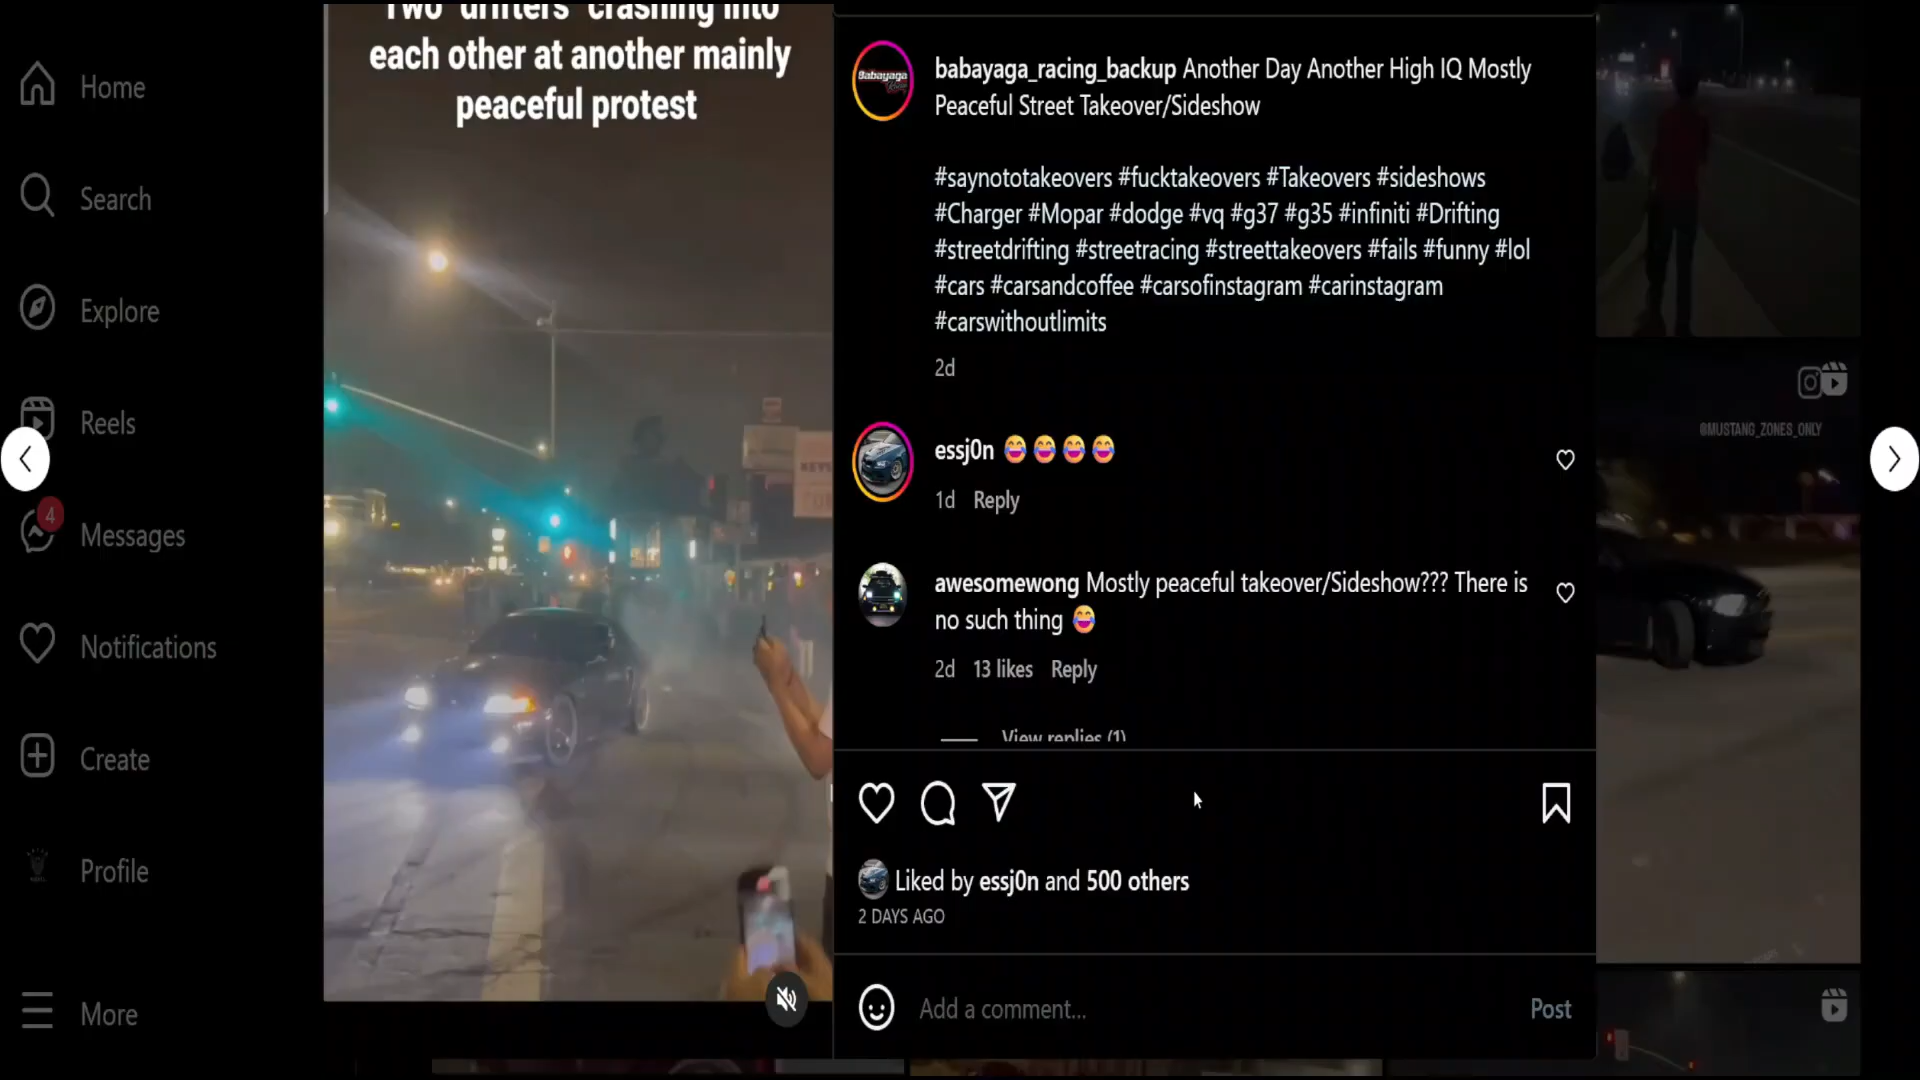 Two "drifters" crashing into
each other at another mainly
peaceful protest
Home
Search
Explore
Reels
4
Messages
Notifications
Create
Profile
More
Babayaga
babayaga_racing_backup Another Day Another High IQ Mostly
Peaceful Street Takeover/Sideshow
#saynototakeovers #fucktakeovers #Takeovers #sideshows
#Charger #Mopar #dodge #vq #g37 #g35 #infiniti #Drifting
#streetdrifting #streetracing #streettakeovers #fails #funny #lol
#cars #carsandcoffee #carsofinstagram #carinstagram
#carswithoutlimits
2d
essj0n 😂😂😂😂
1d Reply
awesomewong Mostly peaceful takeover/Sideshow??? There is
no such thing 😂
2d 13 likes Reply
View replies (1)
Liked by essj0n and 500 others
2 DAYS AGO
Add a comment...
Post
@MUSTANG_ZONES_ONLY